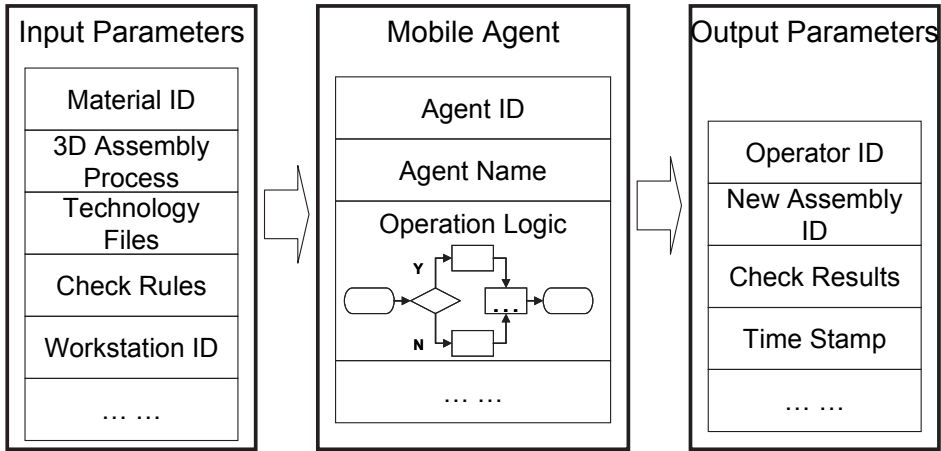 Input Parameters
Material ID
3D Assembly
Process
Technology
Files
Check Rules
Workstation ID
... ...
Mobile Agent
Agent ID
Agent Name
Operation Logic
Y
...
N
... ...
Output Parameters
Operator ID
New Assembly
ID
Check Results
Time Stamp
... ...